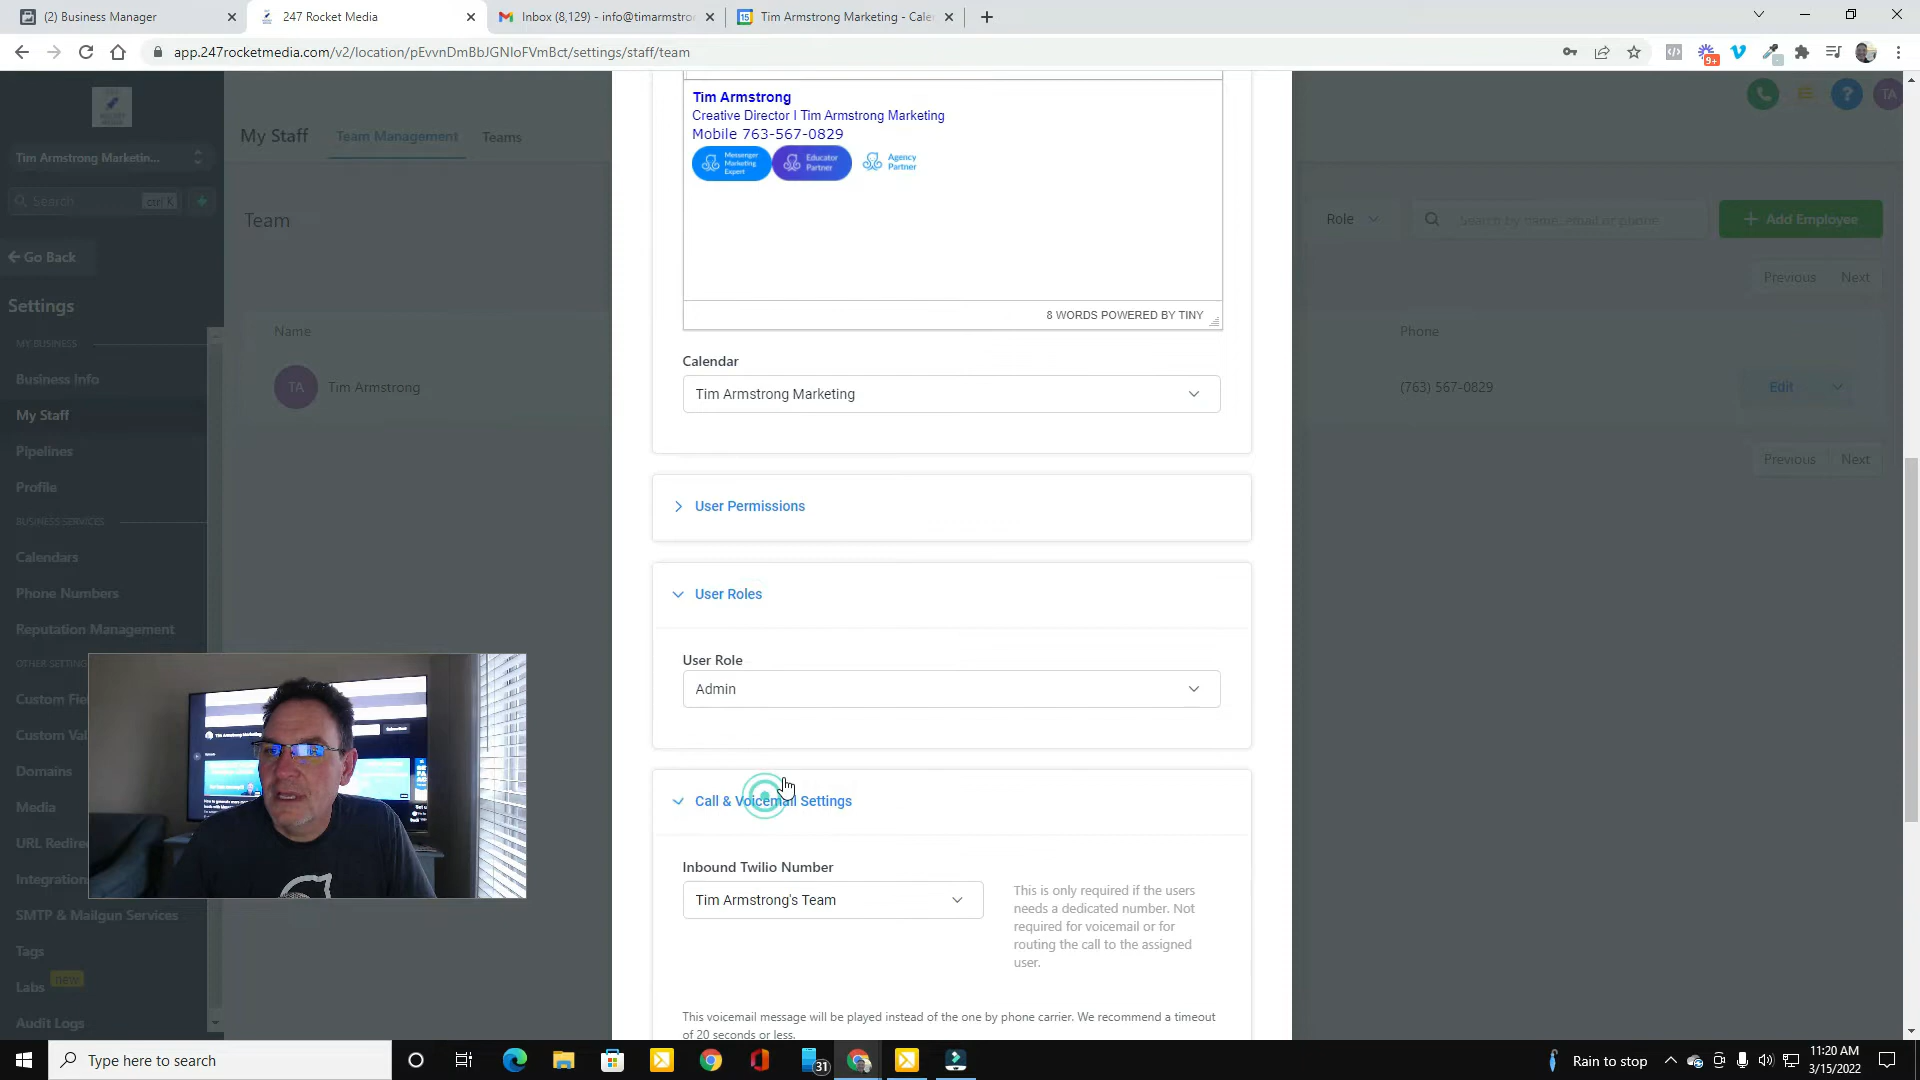 (2) Business Manager
247 Rocket Media
Inbox (8,129) - info@timarmstro
Tim Armstrong Marketing - Cale
app.247rocketmedia.com/v2/location/pEvvnDmBbJGNloFVmBct/settings/staff/team
9+
Tim Armstrong Marketin...
Search
ctrl K
Go Back
Settings
MY BUSINESS
Business Info
My Staff
Pipelines
Profile
BUSINESS SERVICES
Calendars
Phone Numbers
Reputation Management
OTHER SETTING
Custom Fie
Custom Val
Domains
Media
URL Redire
Integration
SMTP & Mailgun Services
Tags
Labs new
Audit Logs
My Staff
Team Management
Teams
Team
Name
TA
Tim Armstrong
Tim Armstrong
Creative Director | Tim Armstrong Marketing
Mobile 763-567-0829
Messenger
Marketing
Expert
Educator
Partner
Agency
Partner
8 WORDS POWERED BY TINY
Calendar
Tim Armstrong Marketing
User Permissions
User Roles
User Role
Admin
Call & Voicemail Settings
Inbound Twilio Number
Tim Armstrong's Team
This is only required if the users
needs a dedicated number. Not
required for voicemail or for
routing the call to the assigned
user.
This voicemail message will be played instead of the one by phone carrier. We recommend a timeout
of 20 seconds or less.
TA
Role
Search by name, email or phone
+ Add Employee
Previous
Next
Phone
(763) 567-0829
Edit
Previous
Next
Type here to search
31
Rain to stop
11:20 AM
3/15/2022